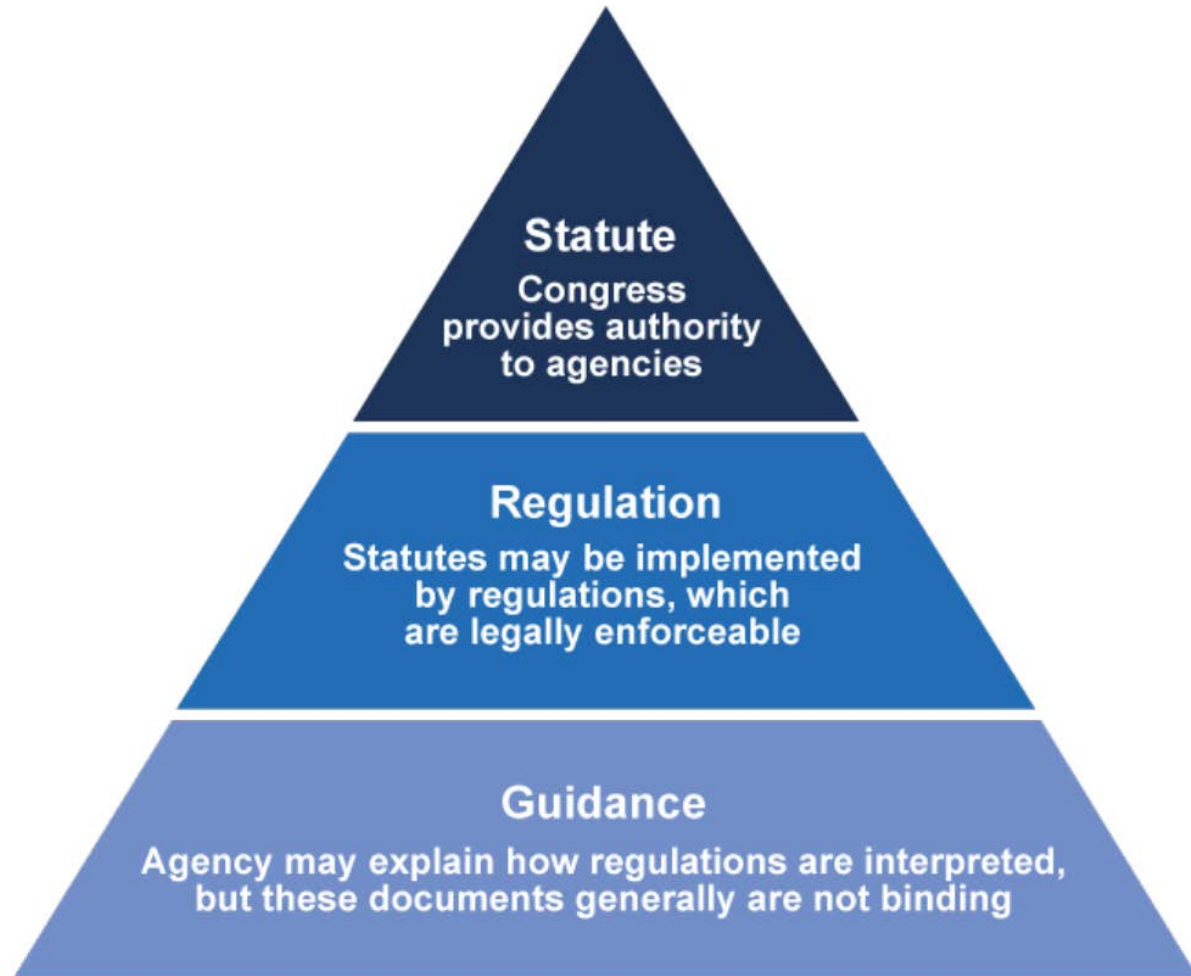 Statute
Congress
provides authority
to agencies
Regulation
Statutes may be implemented
by regulations, which
are legally enforceable
Guidance
Agency may explain how regulations are interpreted,
but these documents generally are not binding